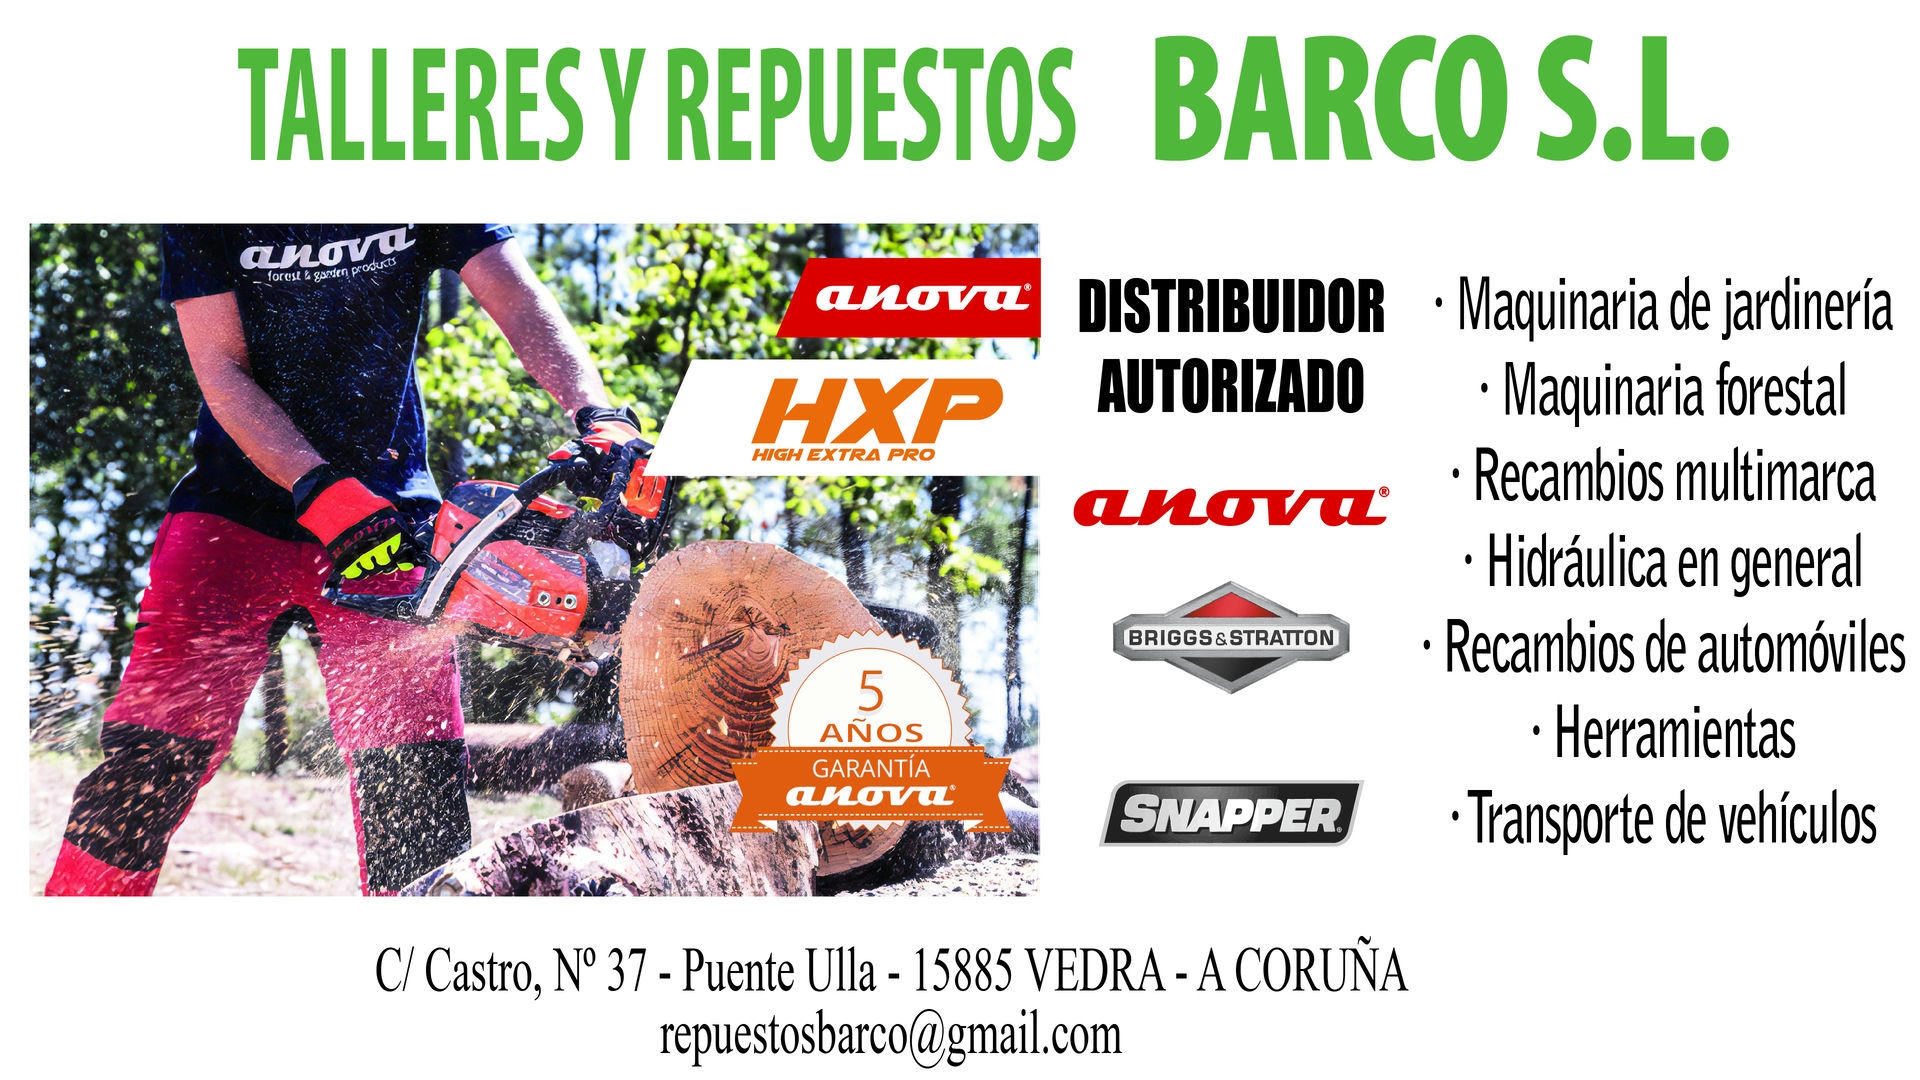 TALLERES Y REPUESTOS BARCO S.L.
anova
forest & garden products
anova®
HXP
HIGH EXTRA PRO
5
AÑOS
GARANTÍA
anova®
DISTRIBUIDOR
AUTORIZADO
anova®
BRIGGS & STRATTON
SNAPPER
· Maquinaria de jardinería
· Maquinaria forestal
· Recambios multimarca
· Hidráulica en general
· Recambios de automóviles
· Herramientas
· Transporte de vehículos
C/ Castro, Nº 37 - Puente Ulla - 15885 VEDRA - A CORUÑA
repuestosbarco@gmail.com